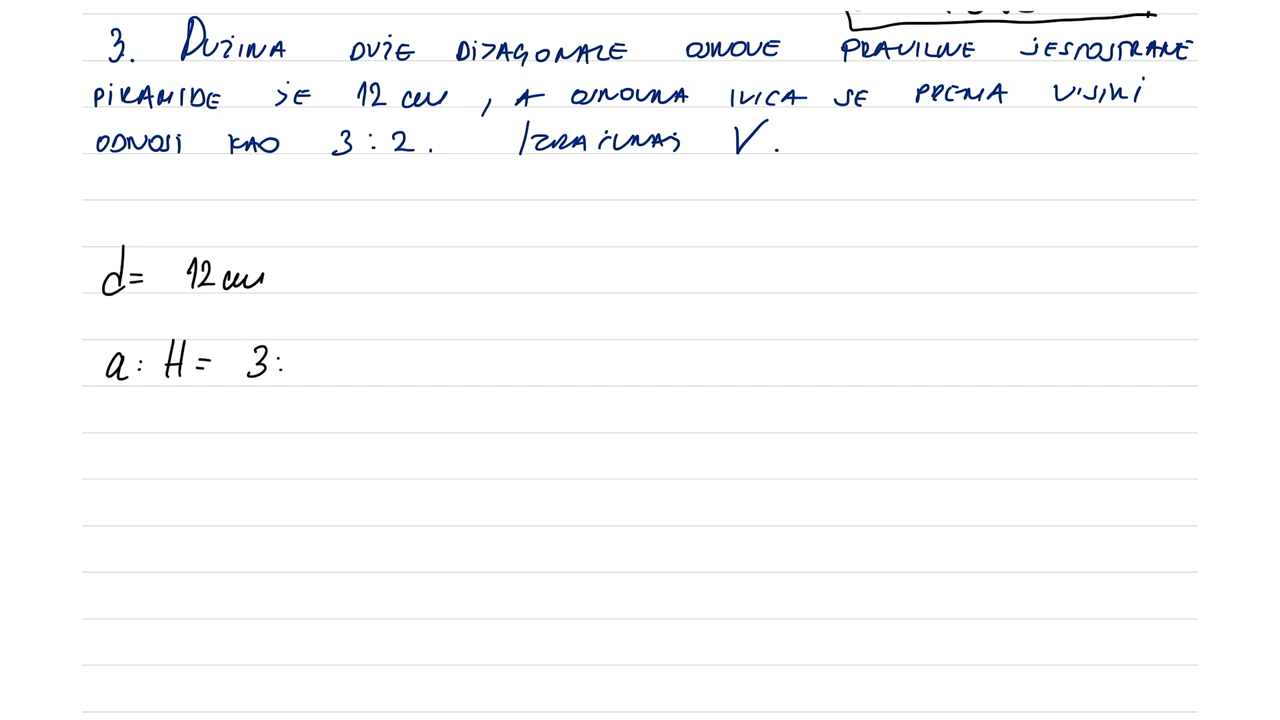 3. DUŽINA DUŽE DIJAGONALE OSNOVE PRAVILNE ŠESTOSTRANE
PIRAMIDE JE 12 cm, A OSNOVNA IVICA SE PREMA VISINI
ODNOSI KAO 3:2. IZRAČUNAJ V.
d= 12 cm
a: H= 3: